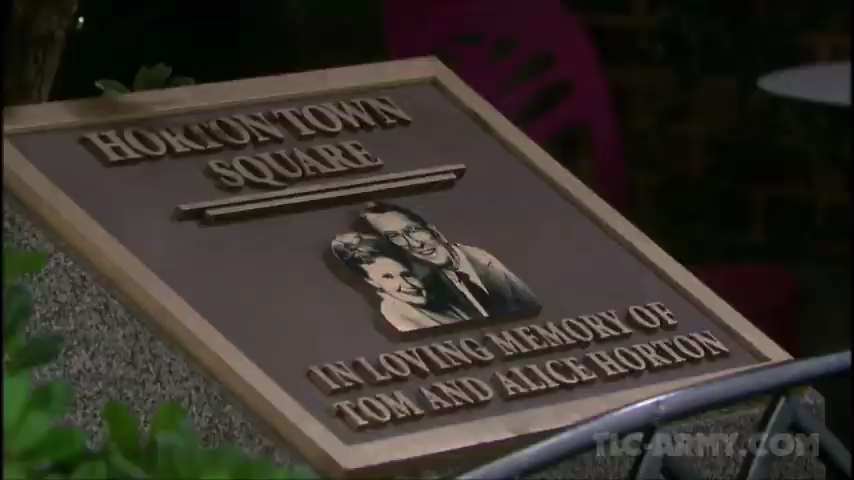 HORTON TOWN
SQUARE
IN LOVING MEMORY OF
TOM AND ALICE HORTON
TLC-ARMY.COM